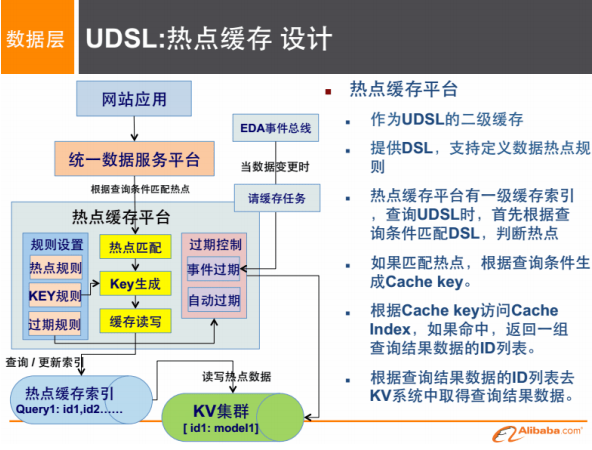 数据层
UDSL:热点缓存 设计
网站应用
统一数据服务平台
根据查询条件匹配热点
EDA事件总线
当数据变更时
请缓存任务
热点缓存平台
规则设置
热点规则
KEY规则
过期规则
热点匹配
Key生成
缓存读写
过期控制
事件过期
自动过期
查询 / 更新索引
热点缓存索引
Query1: id1,id2……
读写热点数据
KV集群
[ id1: model1]
热点缓存平台
作为UDSL的二级缓存
提供DSL，支持定义数据热点规
则
热点缓存平台有一级缓存索引
，查询UDSL时，首先根据查
询条件匹配DSL，判断热点
如果匹配热点，根据查询条件生
成Cache key。
根据Cache key访问Cache
Index，如果命中，返回一组
查询结果数据的ID列表。
根据查询结果数据的ID列表去
KV系统中取得查询结果数据。
Alibaba.com